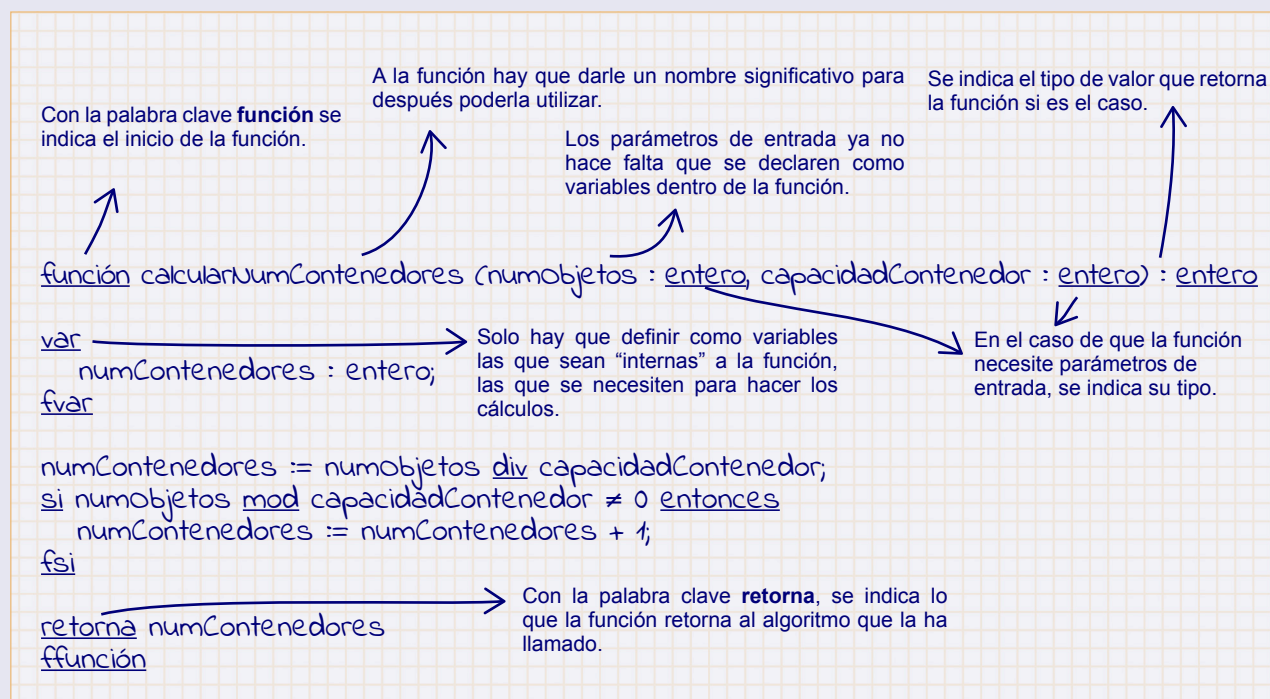 A la función hay que darle un nombre significativo para
después poderla utilizar.
Se indica el tipo de valor que retorna
la función si es el caso.
Con la palabra clave función se
indica el inicio de la función.
Los parámetros de entrada ya no
hace falta que se declaren como
variables dentro de la función.
función calcularNumContenedores (numObjetos : entero, capacidadContenedor : entero) : entero
var
numContenedores : entero;
fvar
Solo hay que definir como variables
las que sean “internas” a la función,
las que se necesiten para hacer los
cálculos.
En el caso de que la función
necesite parámetros de
entrada, se indica su tipo.
numContenedores := numObjetos div capacidadContenedor;
si numObjetos mod capacidadContenedor ≠ 0 entonces
numContenedores := numContenedores + 1;
fsi
retorna numContenedores
ffunción
Con la palabra clave retorna, se indica lo
que la función retorna al algoritmo que la ha
llamado.